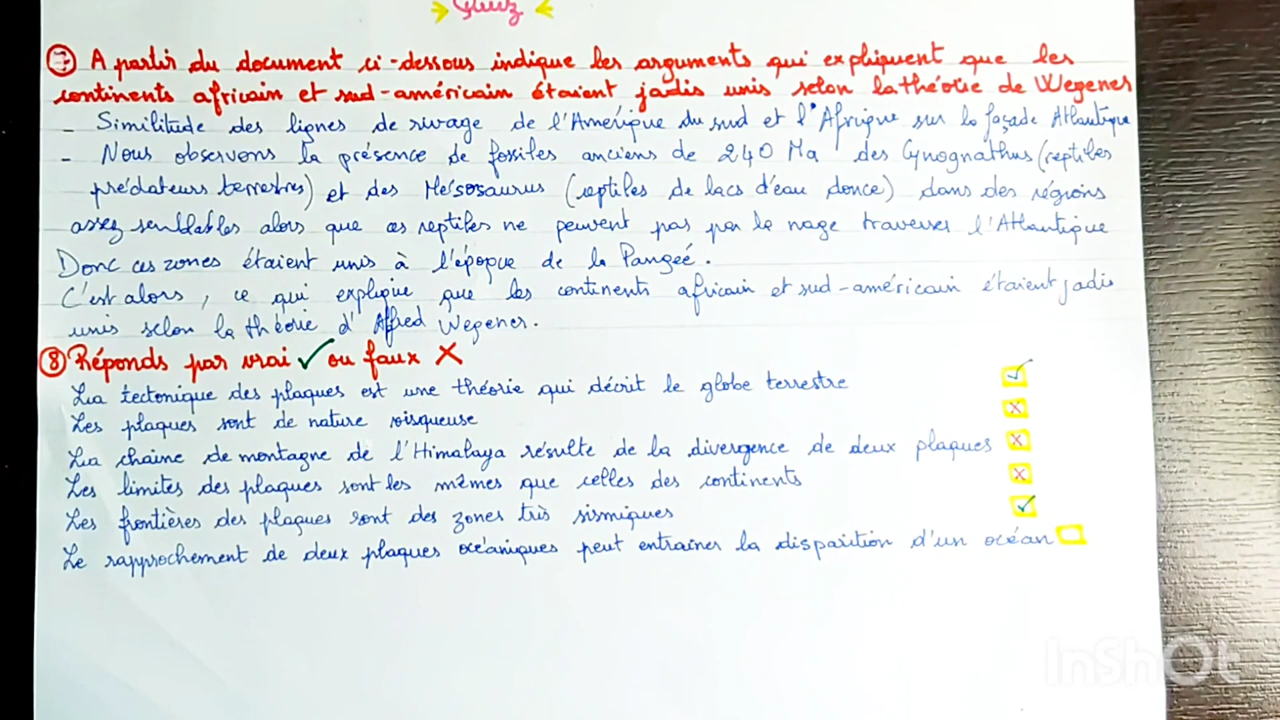 Quiz
⑦ A partir du document ci-dessous indique les arguments qui expliquent que les
continents africain et sud-américain étaient jadis unis selon la théorie de Wegener
- Similitude des lignes de rivage de l'Amérique du sud et l'Afrique sur la façade Atlantique
- Nous observons la présence de fossiles anciens de 240 Ma des Cynognathus (reptiles
prédateurs terrestres) et des Mésosaurus (reptiles de lacs d'eau douce) dans des régions
assez semblables alors que ces reptiles ne peuvent pas par la nage traverser l'Atlantique
Donc ces zones étaient unis à l'époque de la Pangeé.
C'est alors, ce qui explique que les continents africain et sud-américain étaient jadis
unis selon la théorie d'Alfred Wegener.
⑧ Réponds par vrai ✓ ou faux ✗
La tectonique des plaques est une théorie qui décrit le globe terrestre ✓
Les plaques sont de nature visqueuse ✗
La chaine de montagne de l'Himalaya résulte de la divergence de deux plaques ✗
Les limites des plaques sont les mêmes que celles des continents ✗
Les frontières des plaques sont des zones très sismiques ✓
Le rapprochement de deux plaques océaniques peut entraîner la disparition d'un océan
InShOt